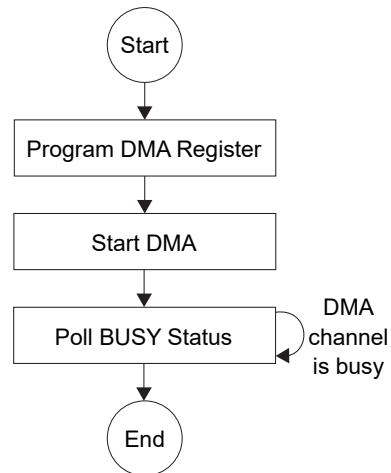 Start
Program DMA Register
Start DMA
Poll BUSY Status
DMA
channel
is busy
End